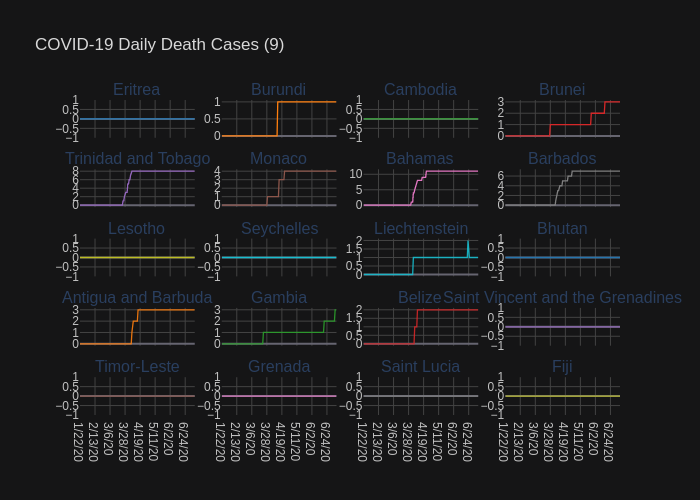 COVID-19 Daily Death Cases (9)
Eritrea Burundi Cambodia Brunei
1 0.5 0 −0.5 −1
1 0.5 0
1 0.5 0 −0.5 −1
3 2 1 0
Trinidad and Tobago Monaco Bahamas Barbados
8 6 4 2 0
4 3 2 1 0
10 5 0
6 4 2 0
Lesotho Seychelles Liechtenstein Bhutan
1 0.5 0 −0.5 −1
1 0.5 0 −0.5 −1
2 1.5 1 0.5 0
1 0.5 0 −0.5 −1
Antigua and Barbuda Gambia Belize Saint Vincent and the Grenadines
3 2 1 0
3 2 1 0
2 1.5 1 0.5 0
1 0.5 0 −0.5 −1
Timor-Leste Grenada Saint Lucia Fiji
1 0.5 0 −0.5 −1
1 0.5 0 −0.5 −1
1 0.5 0 −0.5 −1
1 0.5 0 −0.5 −1
1/22/20 2/13/20 3/6/20 3/28/20 4/19/20 5/11/20 6/2/20 6/24/20
1/22/20 2/13/20 3/6/20 3/28/20 4/19/20 5/11/20 6/2/20 6/24/20
1/22/20 2/13/20 3/6/20 3/28/20 4/19/20 5/11/20 6/2/20 6/24/20
1/22/20 2/13/20 3/6/20 3/28/20 4/19/20 5/11/20 6/2/20 6/24/20